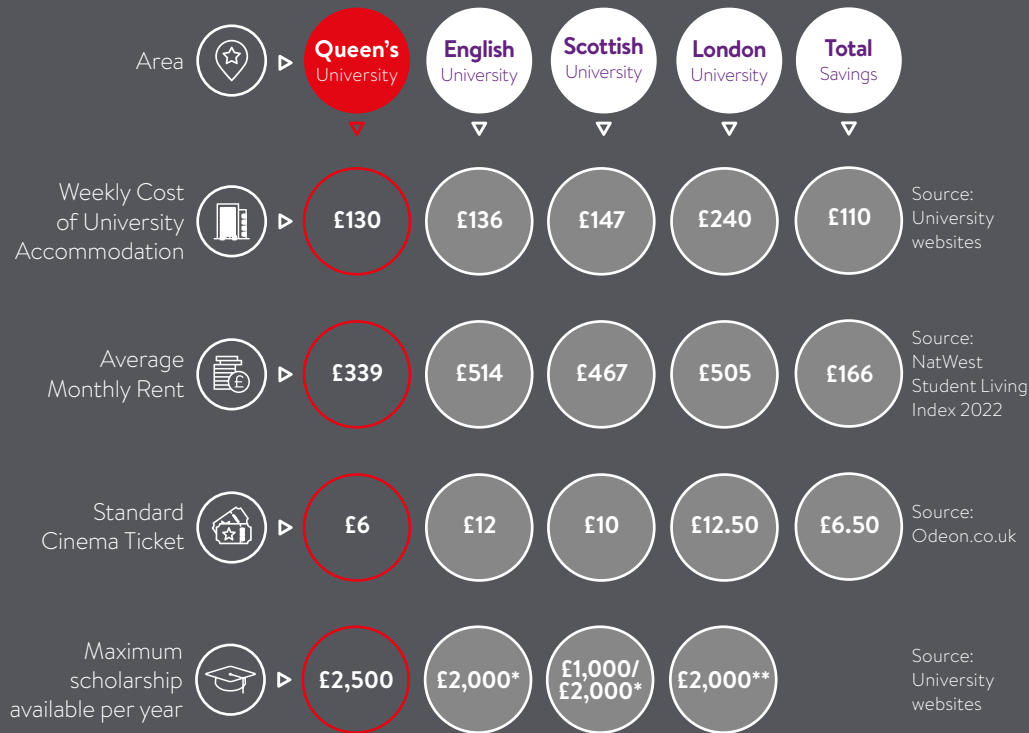 Area
Queen's
University
English
University
Scottish
University
London
University
Total
Savings
Weekly Cost
of University
Accommodation
£130
£136
£147
£240
£110
Source:
University
websites
Average
Monthly Rent
£
£339
£514
£467
£505
£166
Source:
NatWest
Student Living
Index 2022
Standard
Cinema Ticket
£6
£12
£10
£12.50
£6.50
Source:
Odeon.co.uk
Maximum
scholarship
available per year
£2,500
£2,000*
£1,000/
£2,000*
£2,000**
Source:
University
websites